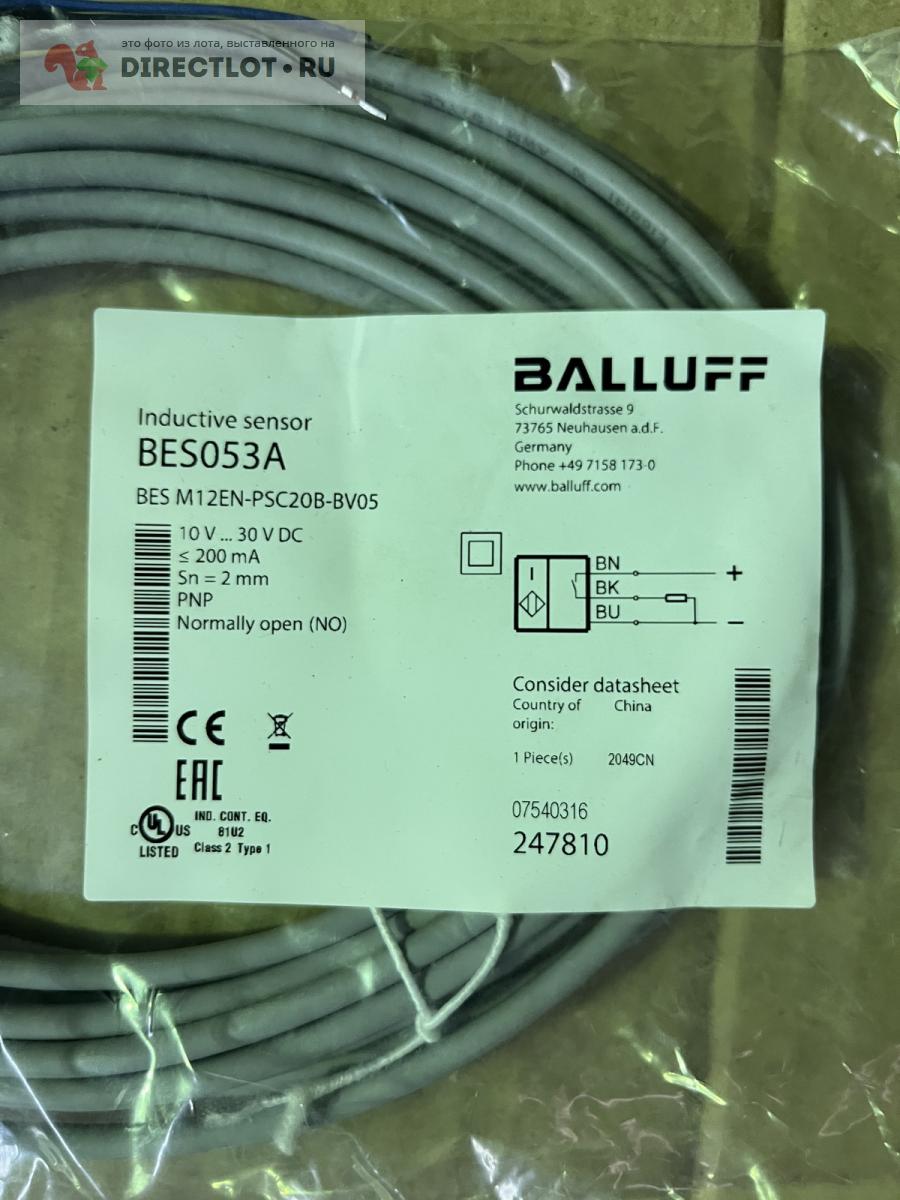 это фото из лота, выставленного на
DIRECTLOT•RU
BALLUFF
Schurwaldstrasse 9
73765 Neuhausen a.d.F.
Germany
Phone +49 7158 173-0
www.balluff.com
Inductive sensor
BES053A
BES M12EN-PSC20B-BV05
10 V ... 30 V DC
≤ 200 mA
Sn = 2 mm
PNP
Normally open (NO)
BN
+
BK
BU
−
Consider datasheet
Country of China
origin:
1 Piece(s) 2049CN
07540316
247810
CE
EAC
C UL US
LISTED
IND. CONT. EQ.
81U2
Class 2 Type 1